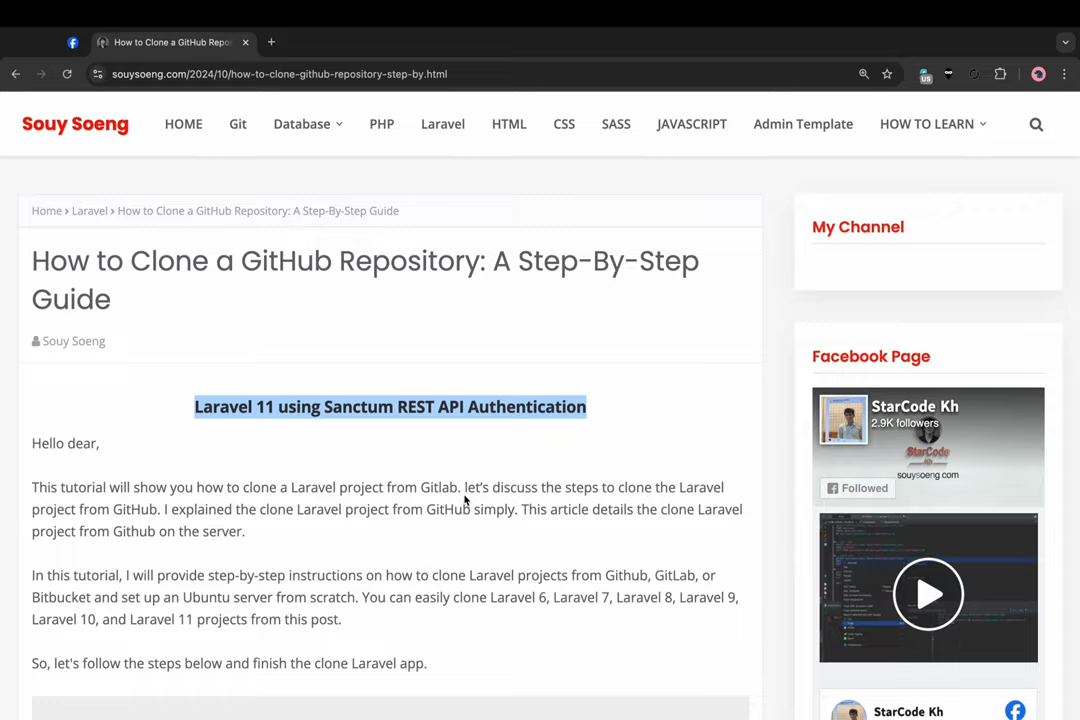 How to Clone a GitHub Repo
souysoeng.com/2024/10/how-to-clone-github-repository-step-by.html
US
Souy Soeng
HOME Git Database PHP Laravel HTML CSS SASS JAVASCRIPT Admin Template HOW TO LEARN
Home Laravel How to Clone a GitHub Repository: A Step-By-Step Guide
How to Clone a GitHub Repository: A Step-By-Step
Guide
Souy Soeng
Laravel 11 using Sanctum REST API Authentication
Hello dear,
This tutorial will show you how to clone a Laravel project from Gitlab. let's discuss the steps to clone the Laravel
project from GitHub. I explained the clone Laravel project from GitHub simply. This article details the clone Laravel
project from Github on the server.
In this tutorial, I will provide step-by-step instructions on how to clone Laravel projects from Github, GitLab, or
Bitbucket and set up an Ubuntu server from scratch. You can easily clone Laravel 6, Laravel 7, Laravel 8, Laravel 9,
Laravel 10, and Laravel 11 projects from this post.
So, let's follow the steps below and finish the clone Laravel app.
My Channel
Facebook Page
StarCode Kh
2.9K followers
StarCode
Kh
souysoeng.com
Followed
StarCode Kh